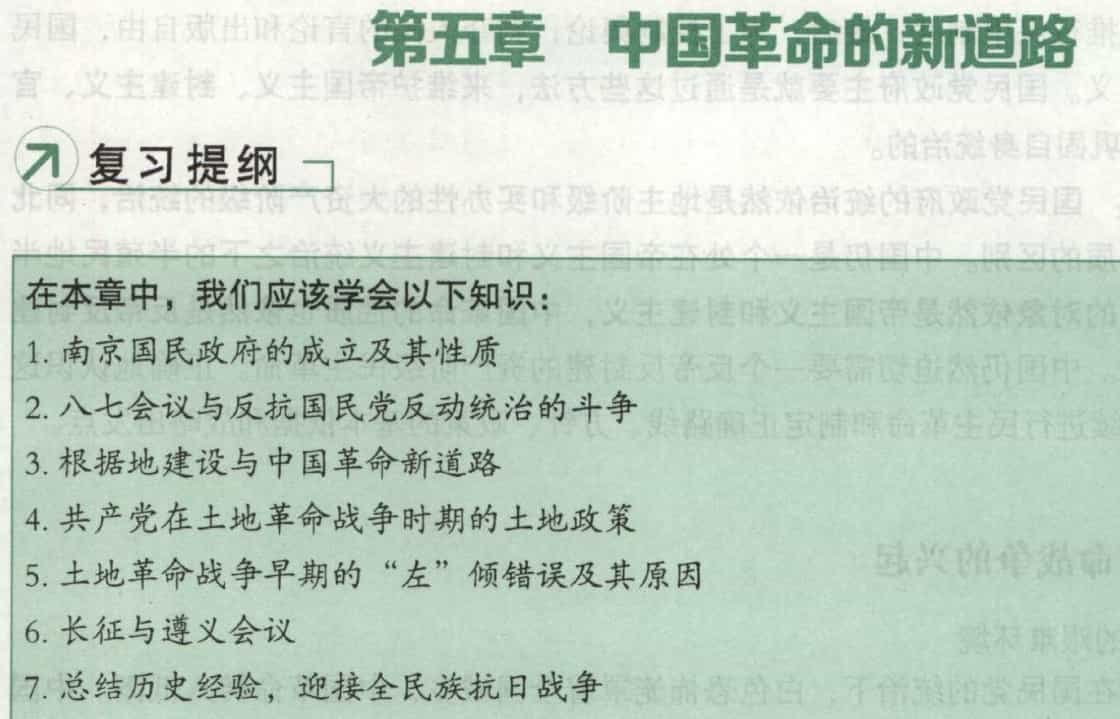 第五章 中国革命的新道路
复习提纲
在本章中，我们应该学会以下知识：
1. 南京国民政府的成立及其性质
2. 八七会议与反抗国民党反动统治的斗争
3. 根据地建设与中国革命新道路
4. 共产党在土地革命战争时期的土地政策
5. 土地革命战争早期的“左”倾错误及其原因
6. 长征与遵义会议
7. 总结历史经验，迎接全民族抗日战争